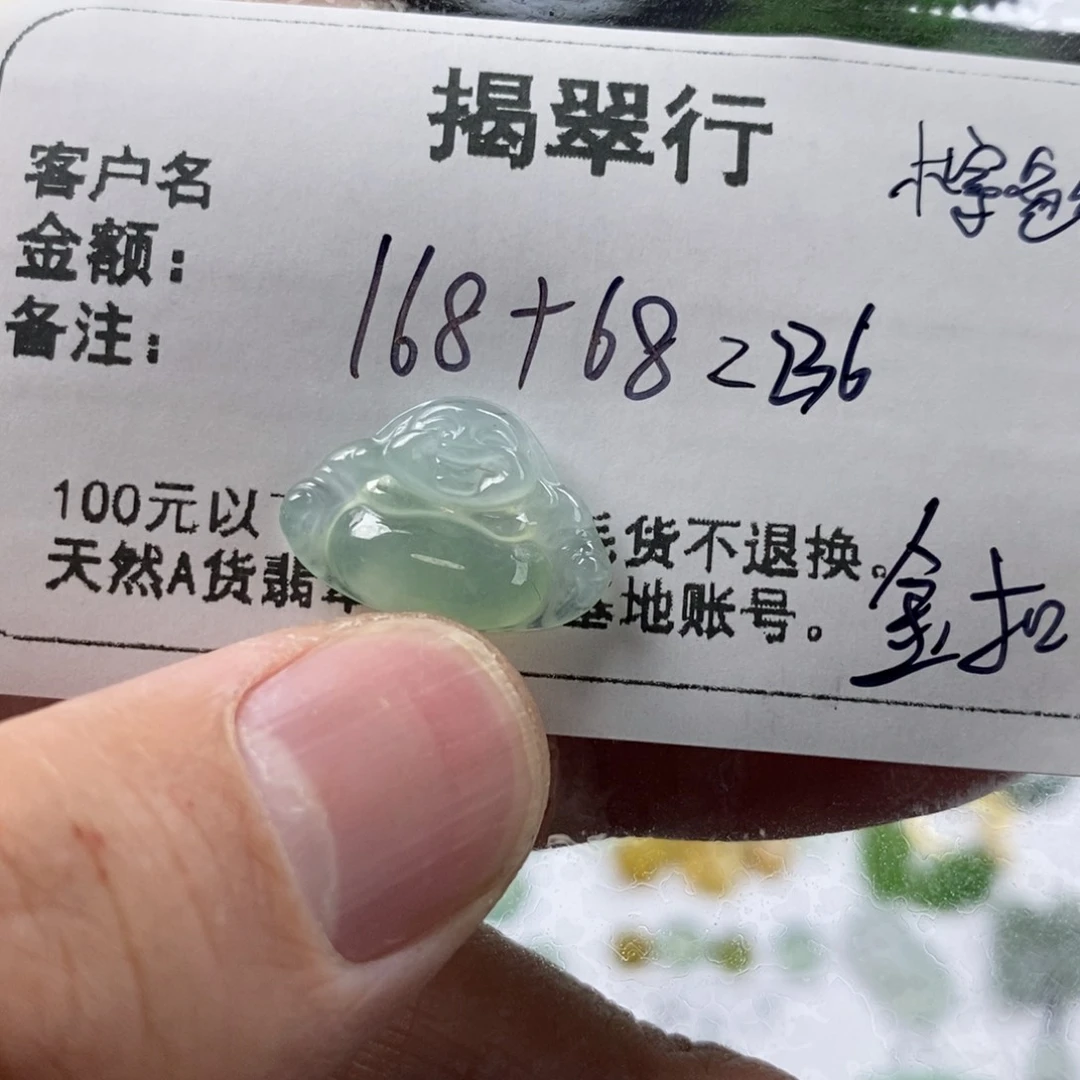 揭翠行
客户名
金额：
备注：
168+68=236
100元以 货不退换。
天然A货翡 基地账号。
金扣